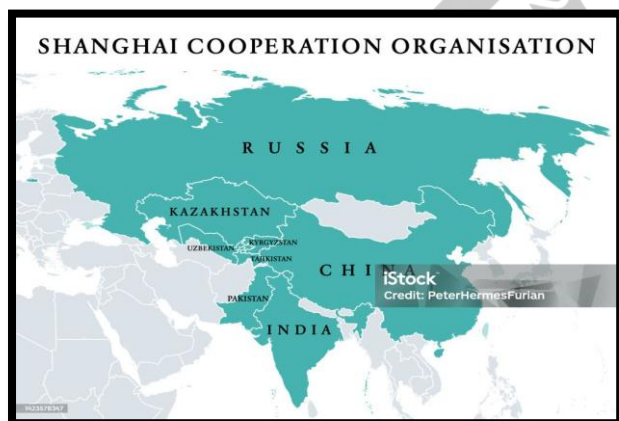 SHANGHAI COOPERATION ORGANISATION
RUSSIA
KAZAKHSTAN
UZBEKISTAN
KYRGYZSTAN
TAJIKISTAN
CHINA
iStock
Credit: PeterHermesFurian
PAKISTAN
INDIA